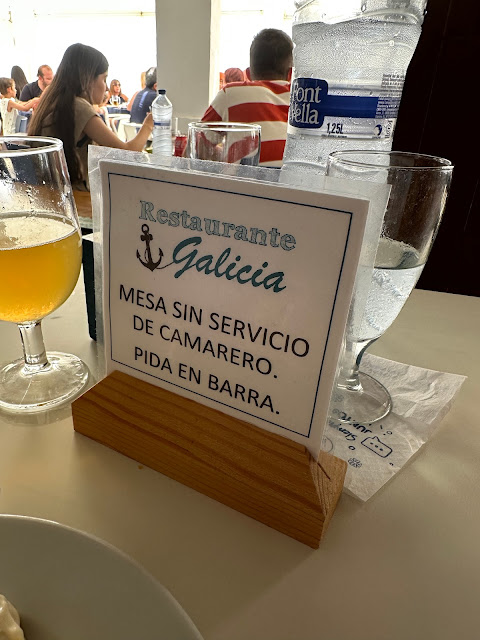 Font
Vella
1,25L
Restaurante
Galicia
MESA SIN SERVICIO
DE CAMARERO.
PIDA EN BARRA.